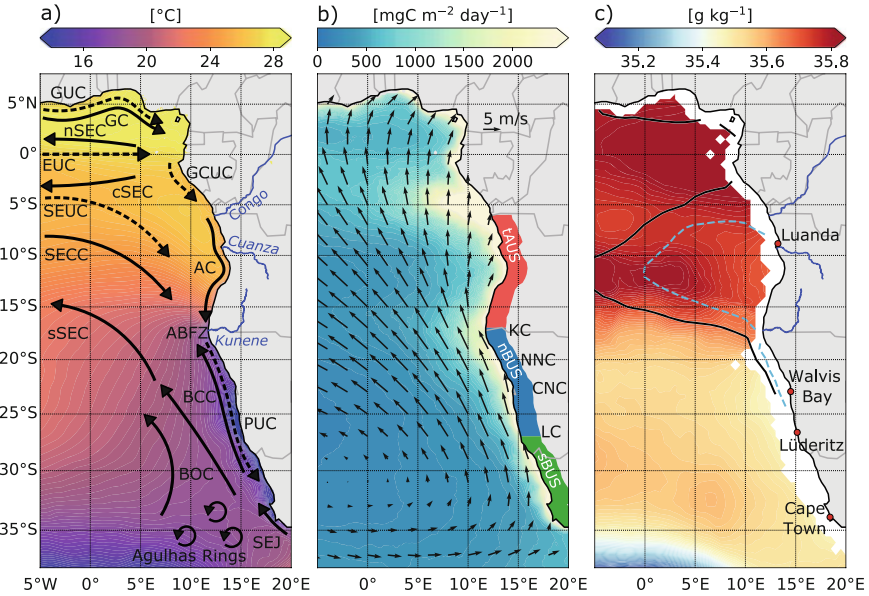 a)
[°C]
16
20
24
28
5°N
0°
5°S
10°S
15°S
20°S
25°S
30°S
35°S
5°W
0°
5°E
10°E
15°E
20°E
GUC
GC
nSEC
EUC
GCUC
cSEC
Congo
SEUC
Cuanza
SECC
AC
sSEC
ABFZ
Kunene
BCC
PUC
BOC
SEJ
Agulhas Rings
b)
[mgC m⁻² day⁻¹]
0
500
1000
1500
2000
5 m/s
tAUS
KC
nBUS
NNC
CNC
LC
sBUS
0°
5°E
10°E
15°E
20°E
c)
[g kg⁻¹]
35.2
35.4
35.6
35.8
Luanda
Walvis
Bay
Lüderitz
Cape
Town
0°
5°E
10°E
15°E
20°E